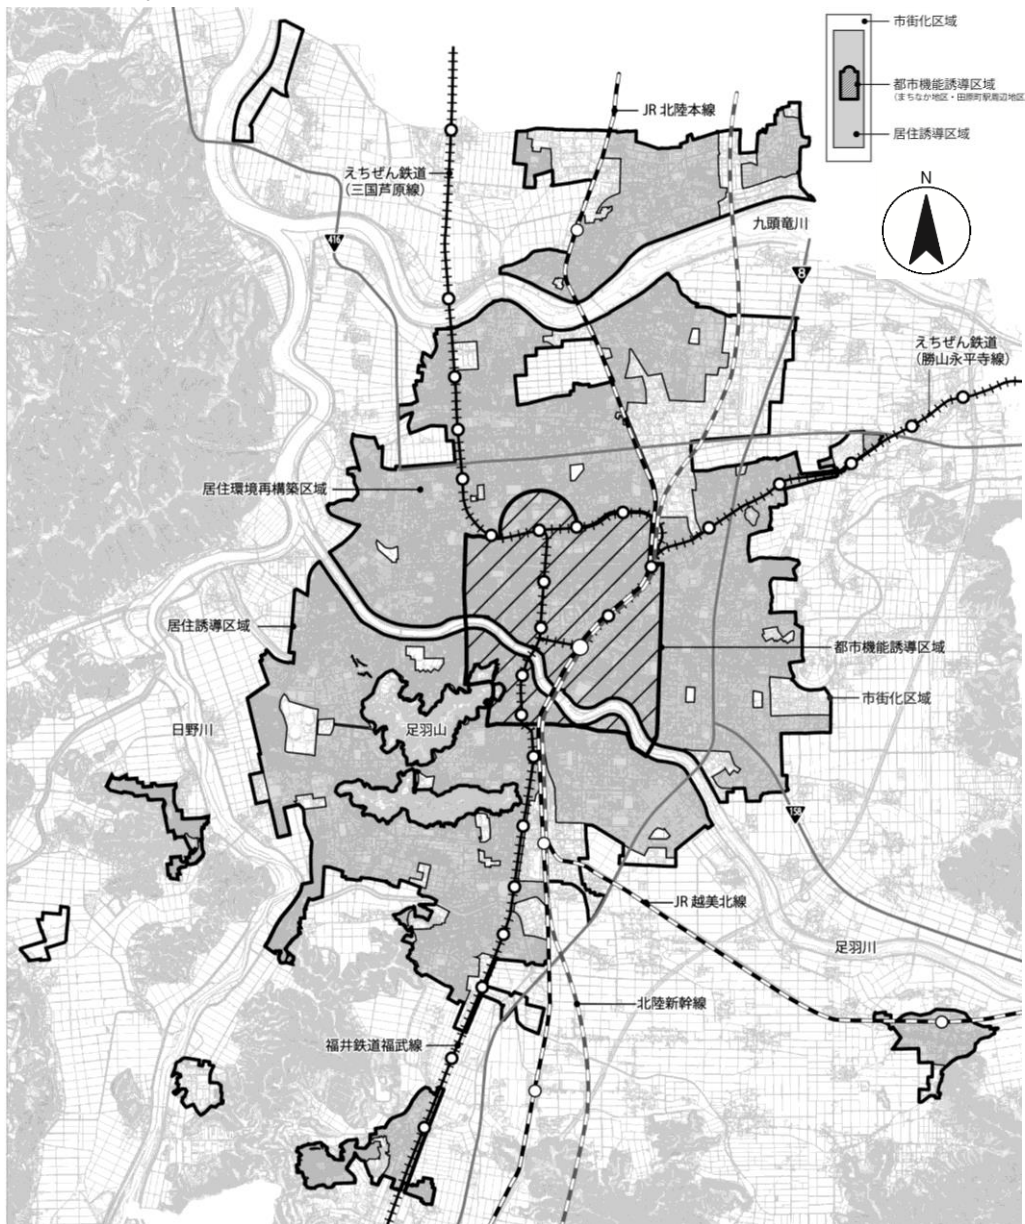 市街化区域
都市機能誘導区域
(まちなか地区・田原町駅周辺地区)
居住誘導区域
JR 北陸本線
えちぜん鉄道
(三国芦原線)
N
九頭竜川
416
8
えちぜん鉄道
(勝山永平寺線)
居住環境再構築区域
居住誘導区域
都市機能誘導区域
市街化区域
日野川
足羽山
158
JR 越美北線
足羽川
北陸新幹線
福井鉄道福武線